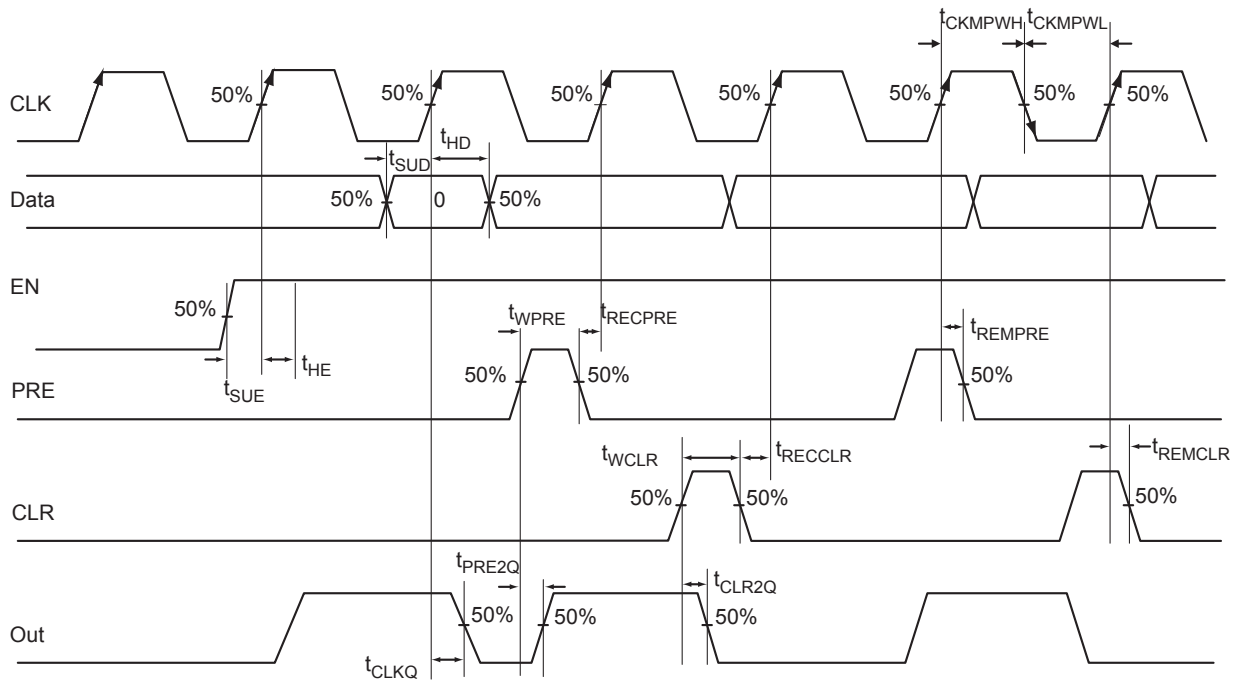 tCKMPWH tCKMPWL
CLK 50% 50% 50% 50% 50% 50% 50%
tSUD tHD
Data 50% 0 50%
EN
50%
tWPRE tRECPRE tREMPRE
tSUE tHE
PRE 50% 50% 50%
tWCLR tRECCLR tREMCLR
CLR 50% 50% 50%
tPRE2Q tCLR2Q
Out 50% 50% 50%
tCLKQ